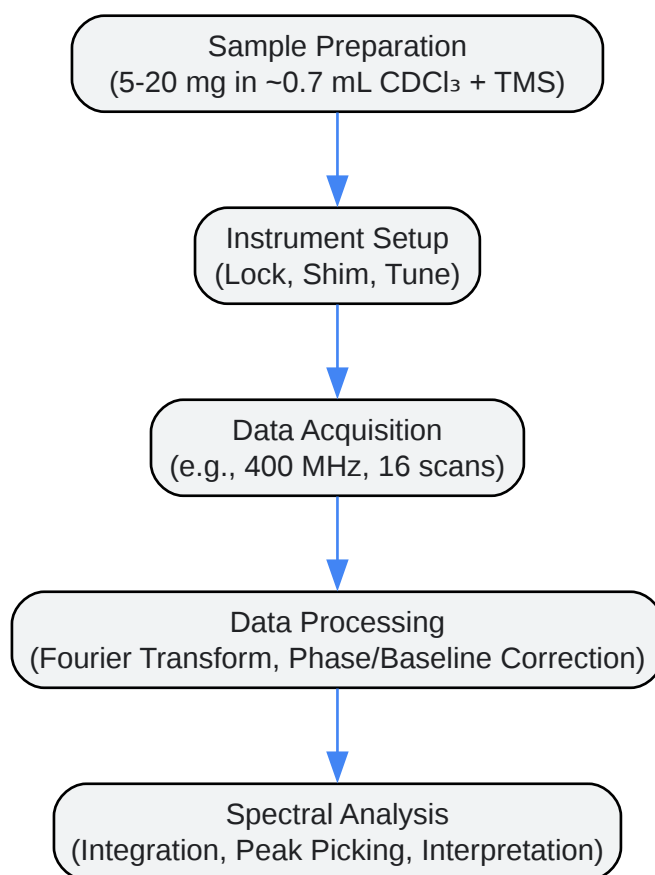 Sample Preparation
(5-20 mg in ~0.7 mL CDCl₃ + TMS)
Instrument Setup
(Lock, Shim, Tune)
Data Acquisition
(e.g., 400 MHz, 16 scans)
Data Processing
(Fourier Transform, Phase/Baseline Correction)
Spectral Analysis
(Integration, Peak Picking, Interpretation)